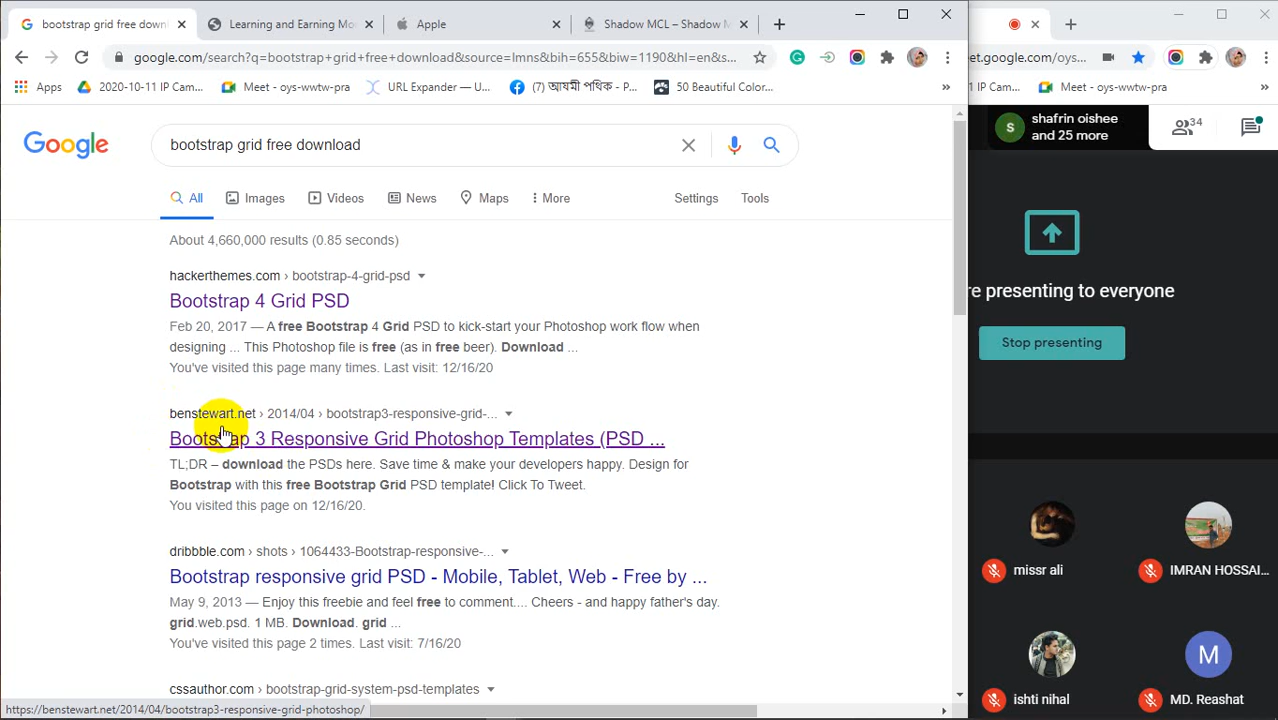 bootstrap grid free down
Learning and Earning Mo
Apple
Shadow MCL – Shadow M
google.com/search?q=bootstrap+grid+free+download&source=lmns&bih=655&biw=1190&hl=en&s...
et.google.com/oys...
Apps
2020-10-11 IP Cam...
Meet - oys-wwtw-pra
URL Expander — U...
(7) আযমী পথিক - P...
50 Beautiful Color...
»
IP Cam...
Meet - oys-wwtw-pra
»
Google
bootstrap grid free download
All
Images
Videos
News
Maps
More
Settings
Tools
About 4,660,000 results (0.85 seconds)
hackerthemes.com › bootstrap-4-grid-psd
Bootstrap 4 Grid PSD
Feb 20, 2017 — A free Bootstrap 4 Grid PSD to kick-start your Photoshop work flow when
designing ... This Photoshop file is free (as in free beer). Download ...
You've visited this page many times. Last visit: 12/16/20
benstewart.net › 2014/04 › bootstrap3-responsive-grid-...
Bootstrap 3 Responsive Grid Photoshop Templates (PSD ...
TL;DR – download the PSDs here. Save time & make your developers happy. Design for
Bootstrap with this free Bootstrap Grid PSD template! Click To Tweet.
You visited this page on 12/16/20.
dribbble.com › shots › 1064433-Bootstrap-responsive-...
Bootstrap responsive grid PSD - Mobile, Tablet, Web - Free by ...
May 9, 2013 — Enjoy this freebie and feel free to comment.... Cheers - and happy father's day.
grid.web.psd. 1 MB. Download. grid ...
You've visited this page 2 times. Last visit: 7/16/20
cssauthor.com › bootstrap-grid-system-psd-templates
https://benstewart.net/2014/04/bootstrap3-responsive-grid-photoshop/
S
shafrin oishee
and 25 more
34
re presenting to everyone
Stop presenting
missr ali
IMRAN HOSSAI...
ishti nihal
M
MD. Reashat